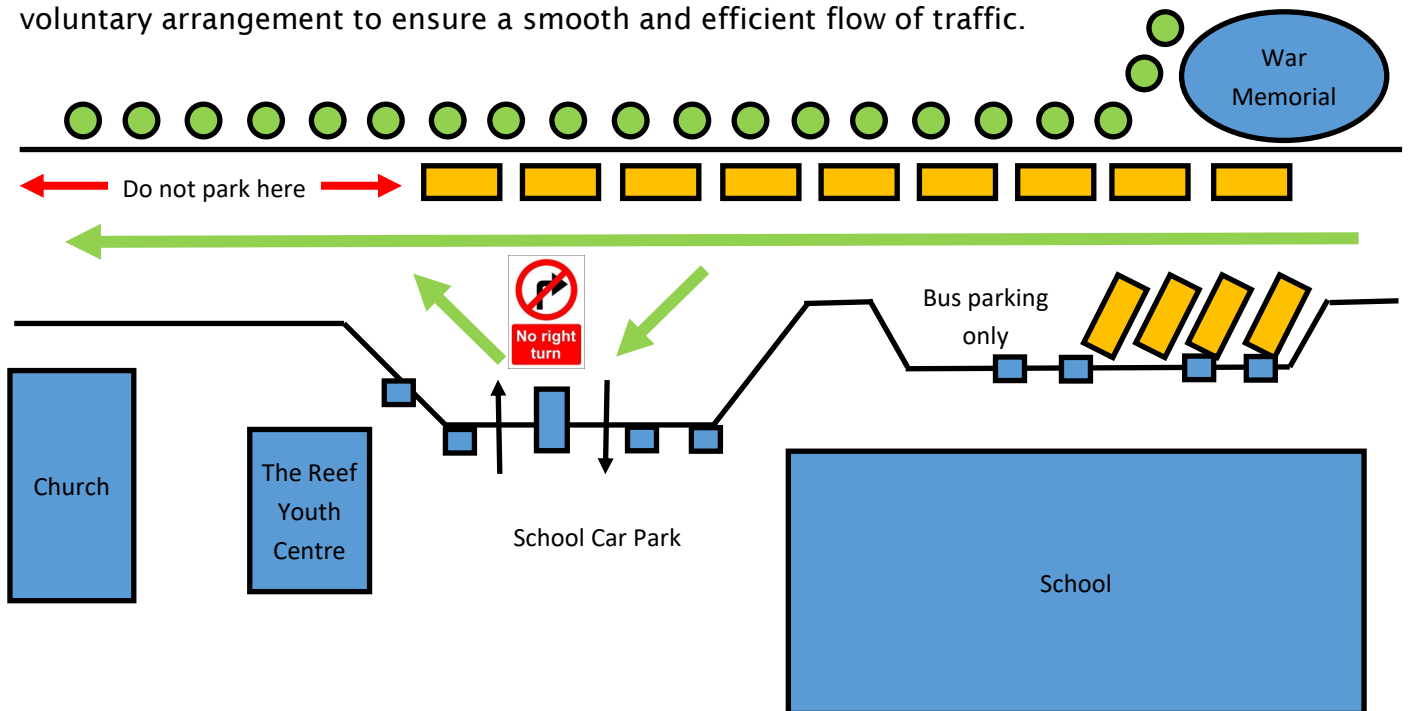 voluntary arrangement to ensure a smooth and efficient flow of traffic.
War
Memorial
Do not park here
No right
turn
Bus parking
only
Church
The Reef
Youth
Centre
School Car Park
School